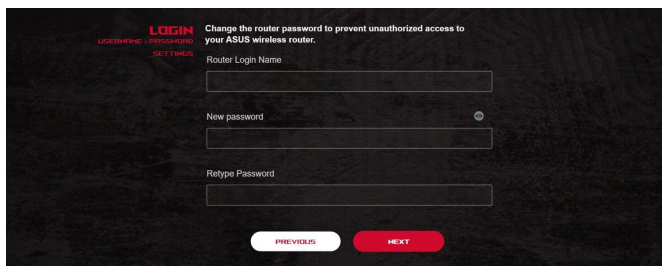 LOGIN
USERNAME / PASSWORD
SETTINGS
Change the router password to prevent unauthorized access to
your ASUS wireless router.
Router Login Name
New password
Retype Password
PREVIOUS
NEXT